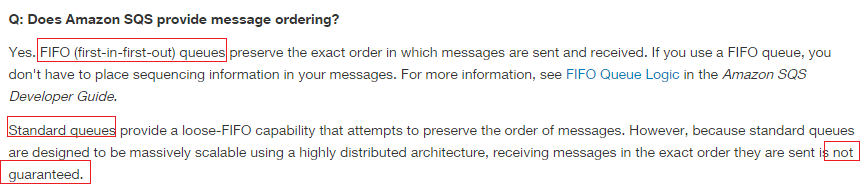 Q: Does Amazon SQS provide message ordering?
Yes. FIFO (first-in-first-out) queues preserve the exact order in which messages are sent and received. If you use a FIFO queue, you
don't have to place sequencing information in your messages. For more information, see FIFO Queue Logic in the Amazon SQS
Developer Guide.
Standard queues provide a loose-FIFO capability that attempts to preserve the order of messages. However, because standard queues
are designed to be massively scalable using a highly distributed architecture, receiving messages in the exact order they are sent is not
guaranteed.